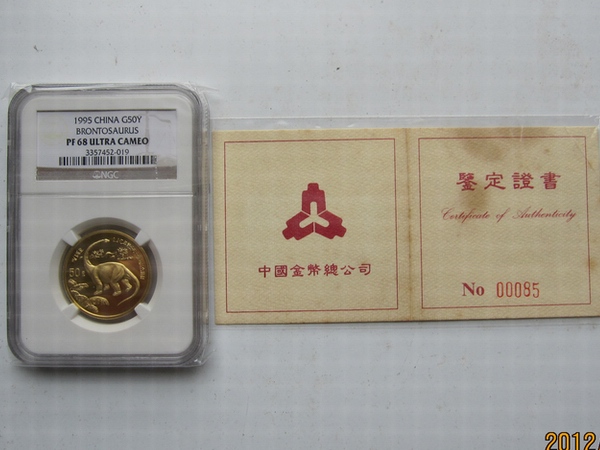 1995 CHINA G50Y
BRONTOSAURUS
PF 68 ULTRA CAMEO
3357452-019
NGC
50
中國金幣總公司
鑒定證書
Certificate of Authenticity
No 00085
2012/